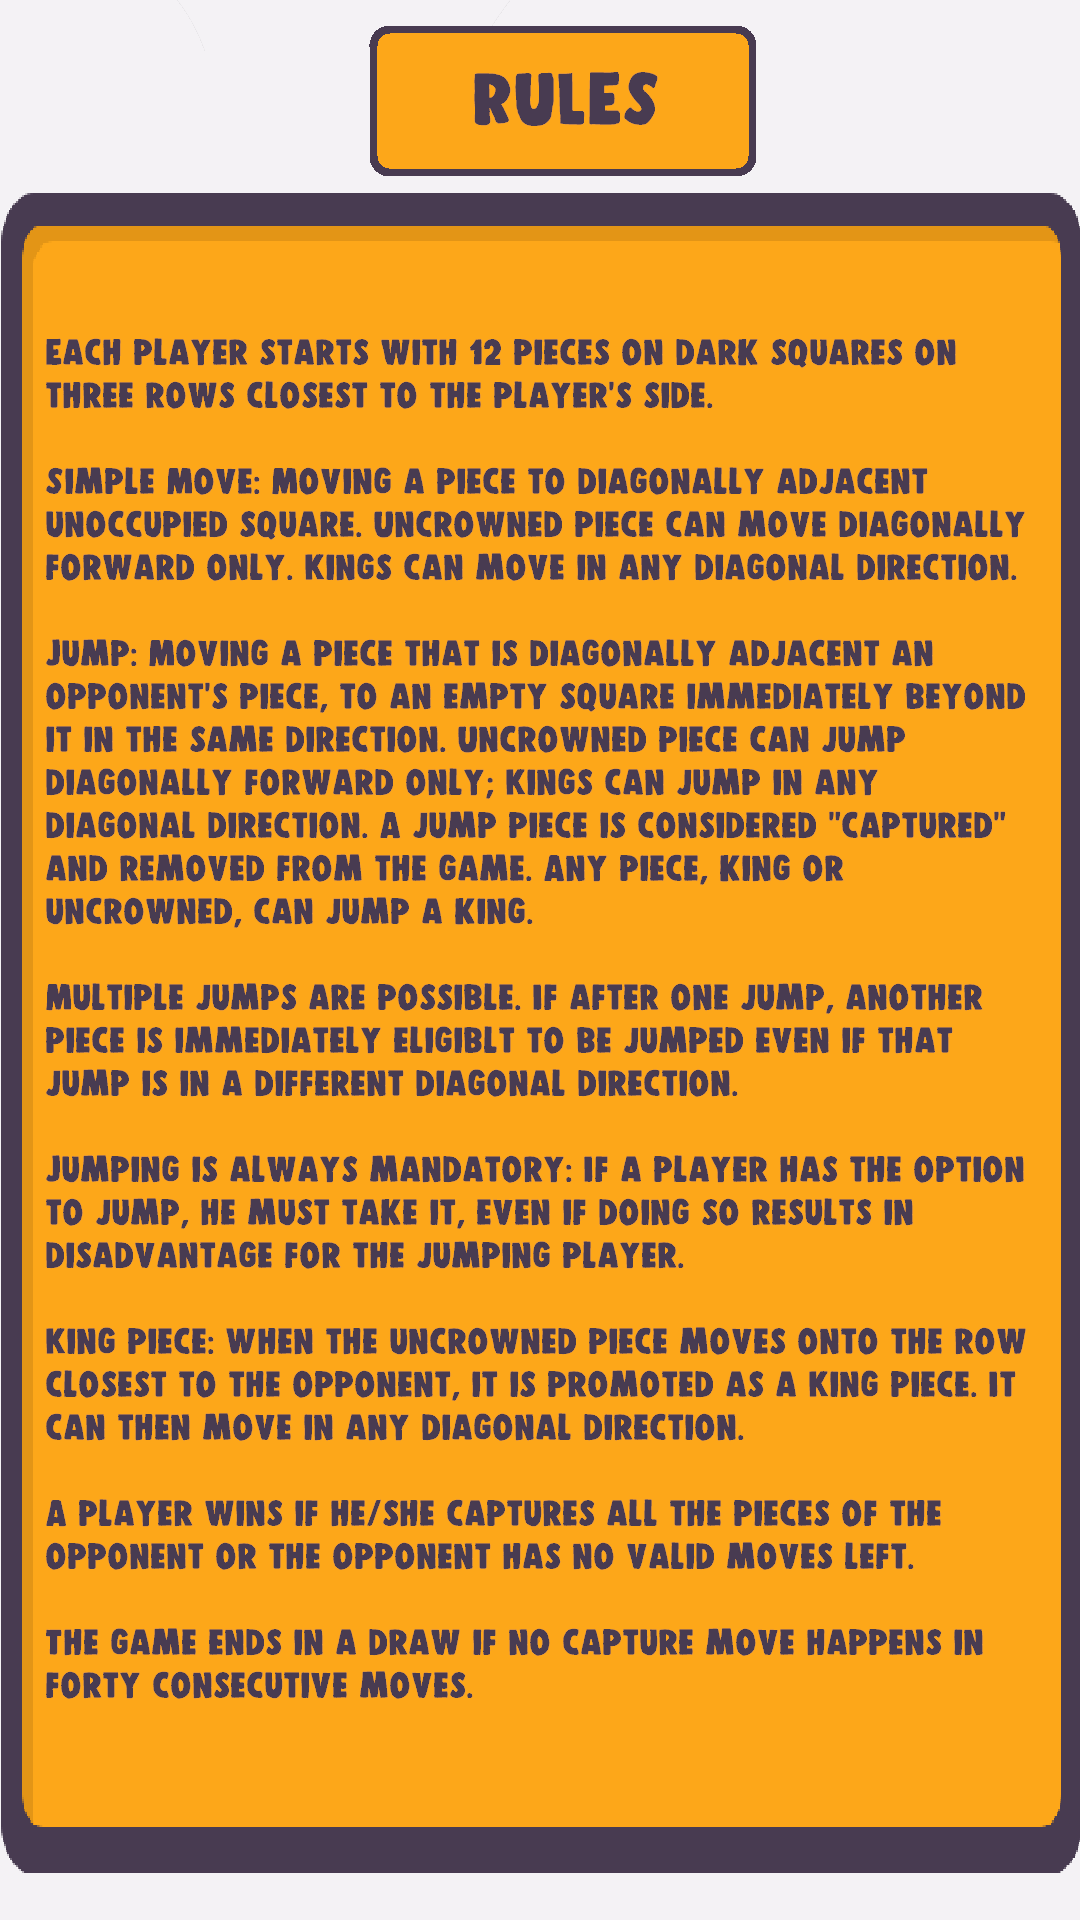 RULES
EACH PLAYER STARTS WITH 12 PIECES ON DARK SQUARES ON
THREE ROWS CLOSEST TO THE PLAYER'S SIDE.
SIMPLE MOVE: MOVING A PIECE TO DIAGONALLY ADJACENT
UNOCCUPIED SQUARE. UNCROWNED PIECE CAN MOVE DIAGONALLY
FORWARD ONLY. KINGS CAN MOVE IN ANY DIAGONAL DIRECTION.
JUMP: MOVING A PIECE THAT IS DIAGONALLY ADJACENT AN
OPPONENT'S PIECE, TO AN EMPTY SQUARE IMMEDIATELY BEYOND
IT IN THE SAME DIRECTION. UNCROWNED PIECE CAN JUMP
DIAGONALLY FORWARD ONLY; KINGS CAN JUMP IN ANY
DIAGONAL DIRECTION. A JUMP PIECE IS CONSIDERED "CAPTURED"
AND REMOVED FROM THE GAME. ANY PIECE, KING OR
UNCROWNED, CAN JUMP A KING.
MULTIPLE JUMPS ARE POSSIBLE. IF AFTER ONE JUMP, ANOTHER
PIECE IS IMMEDIATELY ELIGIBLT TO BE JUMPED EVEN IF THAT
JUMP IS IN A DIFFERENT DIAGONAL DIRECTION.
JUMPING IS ALWAYS MANDATORY: IF A PLAYER HAS THE OPTION
TO JUMP, HE MUST TAKE IT, EVEN IF DOING SO RESULTS IN
DISADVANTAGE FOR THE JUMPING PLAYER.
KING PIECE: WHEN THE UNCROWNED PIECE MOVES ONTO THE ROW
CLOSEST TO THE OPPONENT, IT IS PROMOTED AS A KING PIECE. IT
CAN THEN MOVE IN ANY DIAGONAL DIRECTION.
A PLAYER WINS IF HE/SHE CAPTURES ALL THE PIECES OF THE
OPPONENT OR THE OPPONENT HAS NO VALID MOVES LEFT.
THE GAME ENDS IN A DRAW IF NO CAPTURE MOVE HAPPENS IN
FORTY CONSECUTIVE MOVES.